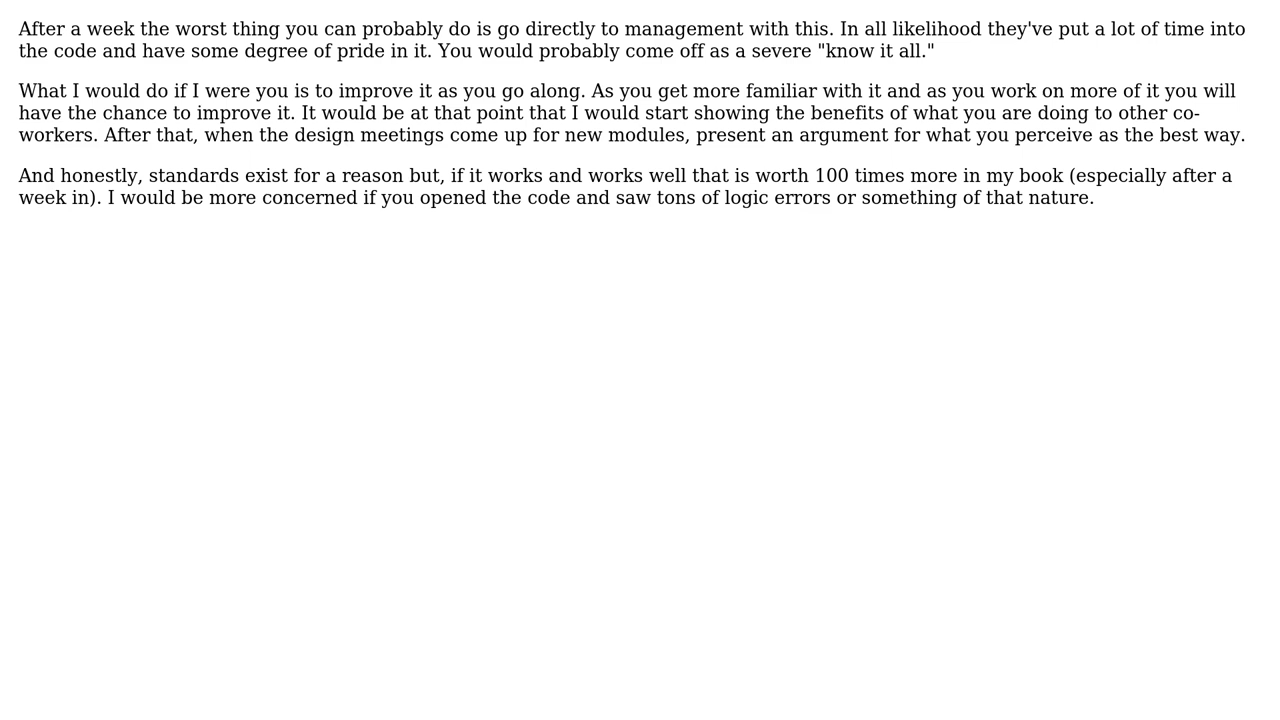 After a week the worst thing you can probably do is go directly to management with this. In all likelihood they've put a lot of time into
the code and have some degree of pride in it. You would probably come off as a severe "know it all."
What I would do if I were you is to improve it as you go along. As you get more familiar with it and as you work on more of it you will
have the chance to improve it. It would be at that point that I would start showing the benefits of what you are doing to other co-
workers. After that, when the design meetings come up for new modules, present an argument for what you perceive as the best way.
And honestly, standards exist for a reason but, if it works and works well that is worth 100 times more in my book (especially after a
week in). I would be more concerned if you opened the code and saw tons of logic errors or something of that nature.